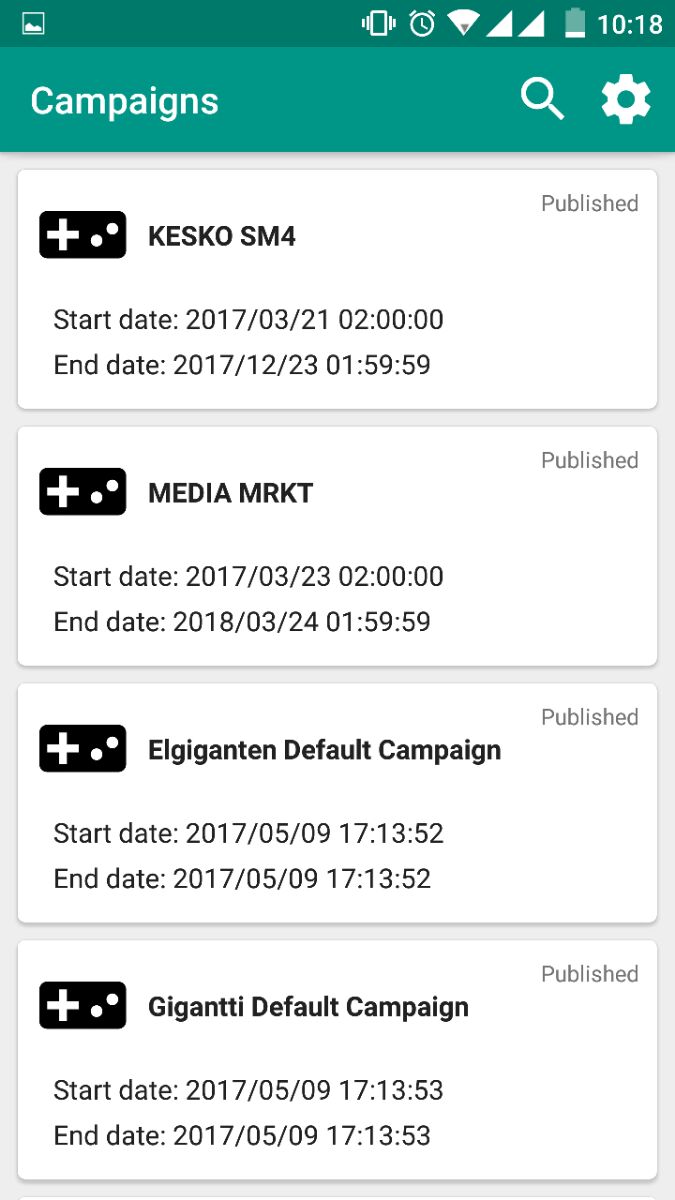 10:18
Campaigns
Published
KESKO SM4
Start date: 2017/03/21 02:00:00
End date: 2017/12/23 01:59:59
Published
MEDIA MRKT
Start date: 2017/03/23 02:00:00
End date: 2018/03/24 01:59:59
Published
Elgiganten Default Campaign
Start date: 2017/05/09 17:13:52
End date: 2017/05/09 17:13:52
Published
Gigantti Default Campaign
Start date: 2017/05/09 17:13:53
End date: 2017/05/09 17:13:53